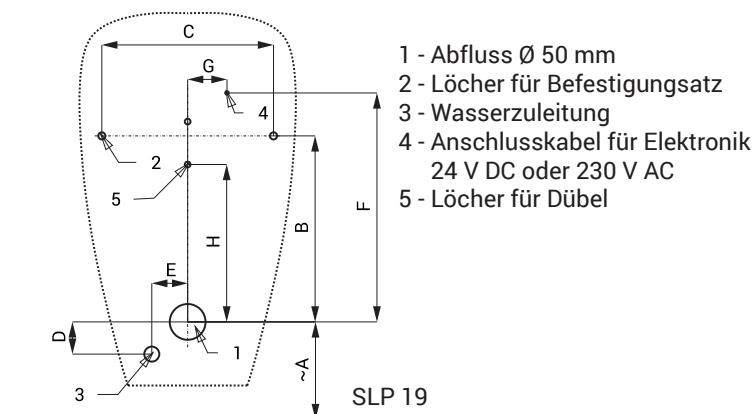 C
G
4
2
5
F
B
H
E
D
1
3
~A
SLP 19
1 - Abfluss Ø 50 mm
2 - Löcher für Befestigungsatz
3 - Wasserzuleitung
4 - Anschlusskabel für Elektronik
24 V DC oder 230 V AC
5 - Löcher für Dübel